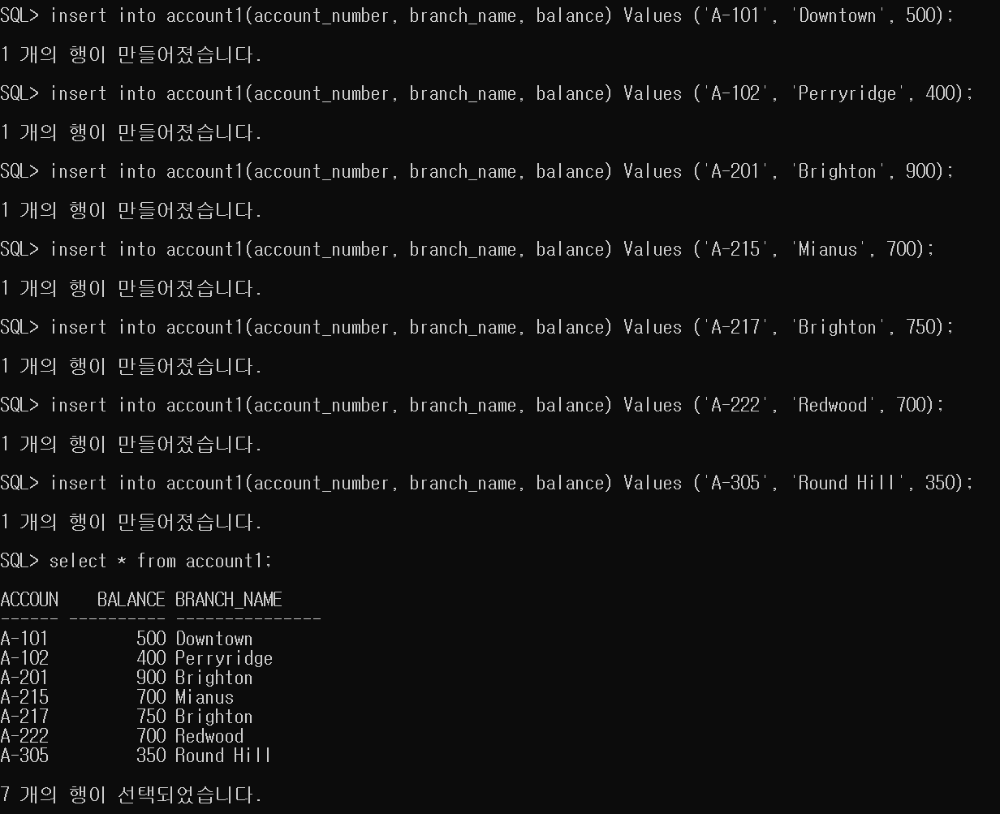 SQL> insert into account1(account_number, branch_name, balance) Values ('A-101', 'Downtown', 500);
1 개의 행이 만들어졌습니다.
SQL> insert into account1(account_number, branch_name, balance) Values ('A-102', 'Perryridge', 400);
1 개의 행이 만들어졌습니다.
SQL> insert into account1(account_number, branch_name, balance) Values ('A-201', 'Brighton', 900);
1 개의 행이 만들어졌습니다.
SQL> insert into account1(account_number, branch_name, balance) Values ('A-215', 'Mianus', 700);
1 개의 행이 만들어졌습니다.
SQL> insert into account1(account_number, branch_name, balance) Values ('A-217', 'Brighton', 750);
1 개의 행이 만들어졌습니다.
SQL> insert into account1(account_number, branch_name, balance) Values ('A-222', 'Redwood', 700);
1 개의 행이 만들어졌습니다.
SQL> insert into account1(account_number, branch_name, balance) Values ('A-305', 'Round Hill', 350);
1 개의 행이 만들어졌습니다.
SQL> select * from account1;
ACCOUN    BALANCE BRANCH_NAME
------ ---------- ---------------
A-101         500 Downtown
A-102         400 Perryridge
A-201         900 Brighton
A-215         700 Mianus
A-217         750 Brighton
A-222         700 Redwood
A-305         350 Round Hill
7 개의 행이 선택되었습니다.